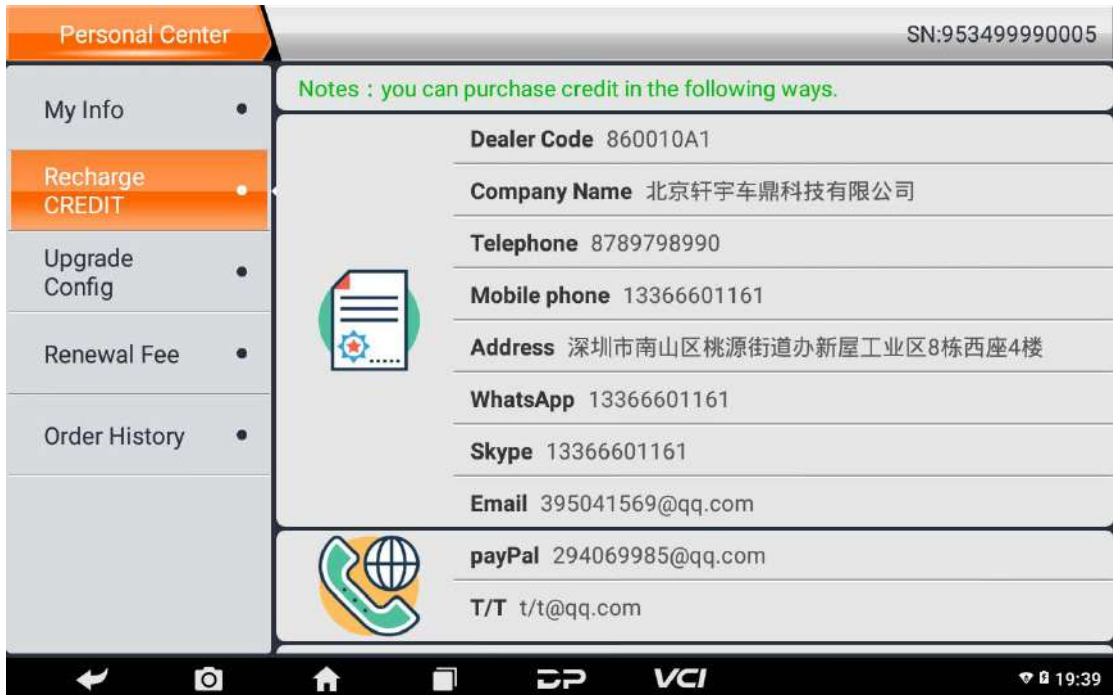 Personal Center
SN:953499990005
My Info
Recharge
CREDIT
Upgrade
Config
Renewal Fee
Order History
Notes : you can purchase credit in the following ways.
Dealer Code 860010A1
Company Name 北京轩宇车鼎科技有限公司
Telephone 8789798990
Mobile phone 13366601161
Address 深圳市南山区桃源街道办新屋工业区8栋西座4楼
WhatsApp 13366601161
Skype 13366601161
Email 395041569@qq.com
payPal 294069985@qq.com
T/T t/t@qq.com
DP VCI 19:39